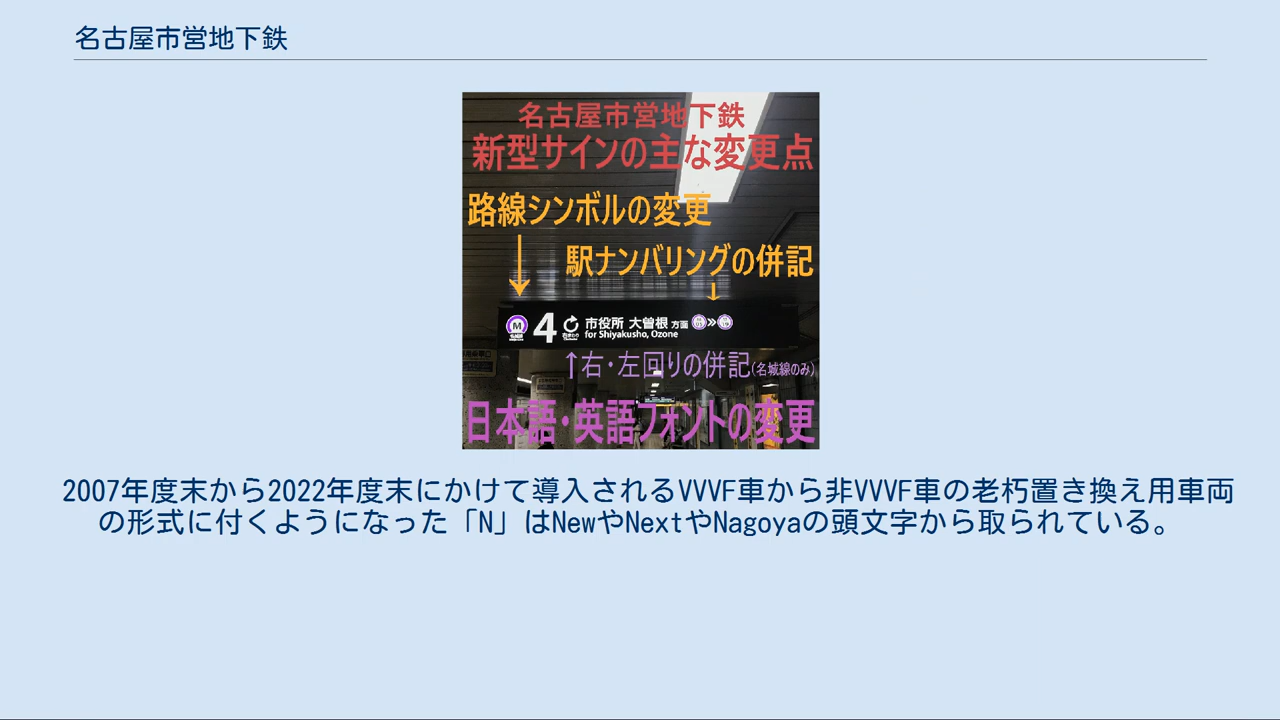 名古屋市営地下鉄
名古屋市営地下鉄
新型サインの主な変更点
路線シンボルの変更
駅ナンバリングの併記
M 4 市役所 大曽根 方面
for Shiyakusho, Ozone
↑右・左回りの併記(名城線のみ)
日本語・英語フォントの変更
2007年度末から2022年度末にかけて導入されるVVVF車から非VVVF車の老朽置き換え用車両
の形式に付くようになった「N」はNewやNextやNagoyaの頭文字から取られている。